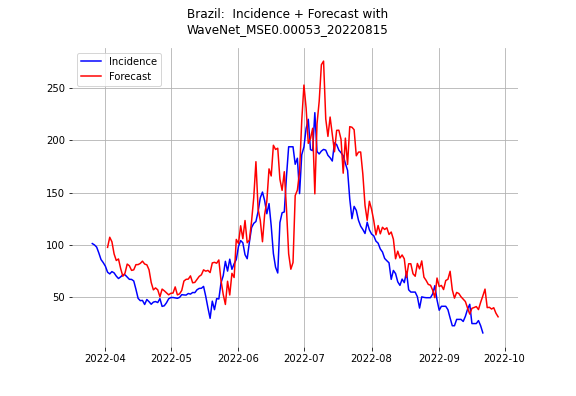 Brazil:  Incidence + Forecast with
WaveNet_MSE0.00053_20220815
Incidence
Forecast
250
200
150
100
50
2022-04 2022-05 2022-06 2022-07 2022-08 2022-09 2022-10